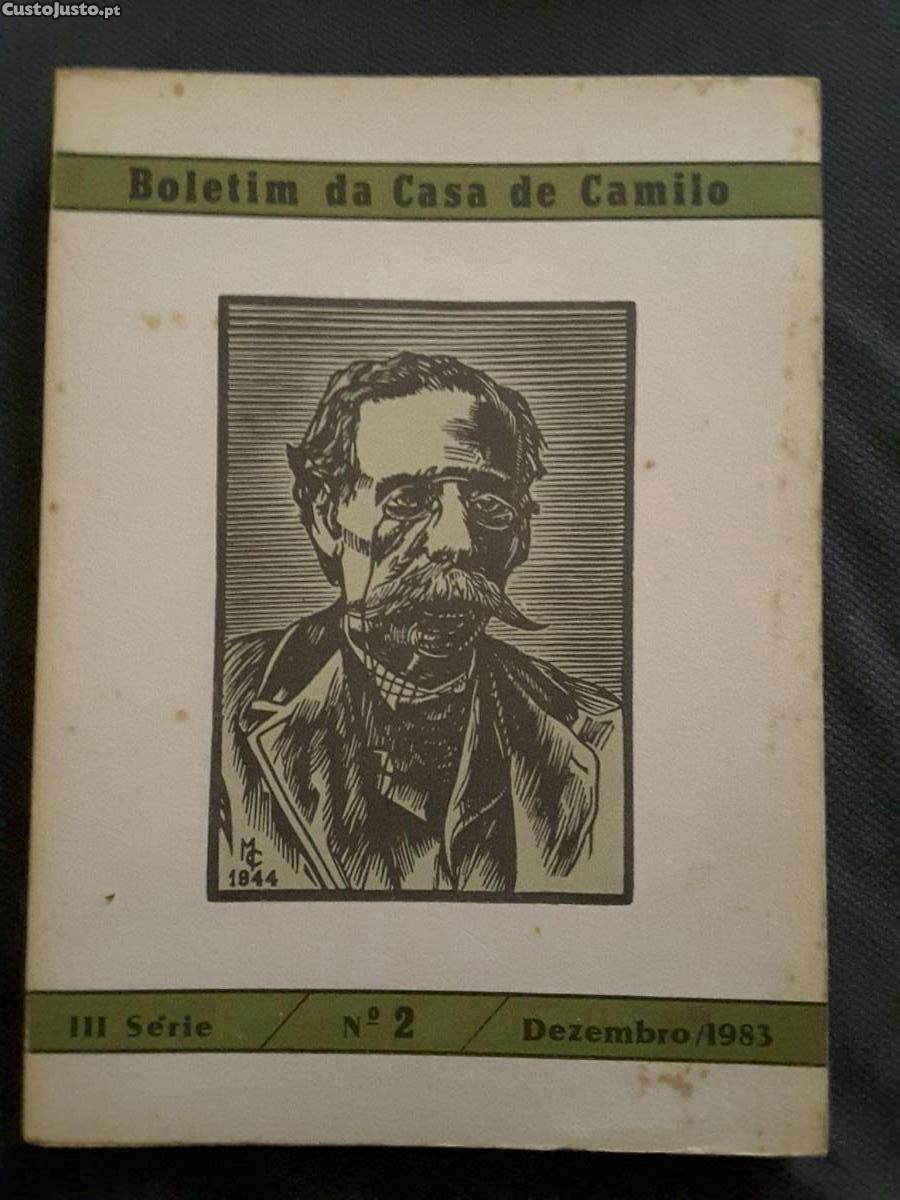 CustoJusto.pt
Boletim da Casa de Camilo
MC
1944
III Série / Nº 2 / Dezembro/1983